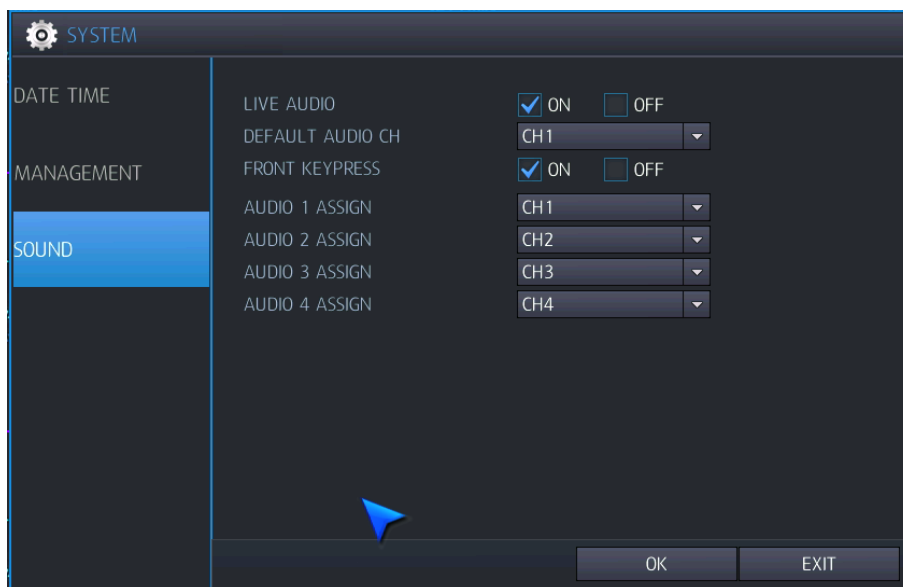 SYSTEM
DATE TIME
MANAGEMENT
SOUND
LIVE AUDIO ON OFF
DEFAULT AUDIO CH CH1
FRONT KEYPRESS ON OFF
AUDIO 1 ASSIGN CH1
AUDIO 2 ASSIGN CH2
AUDIO 3 ASSIGN CH3
AUDIO 4 ASSIGN CH4
OK EXIT